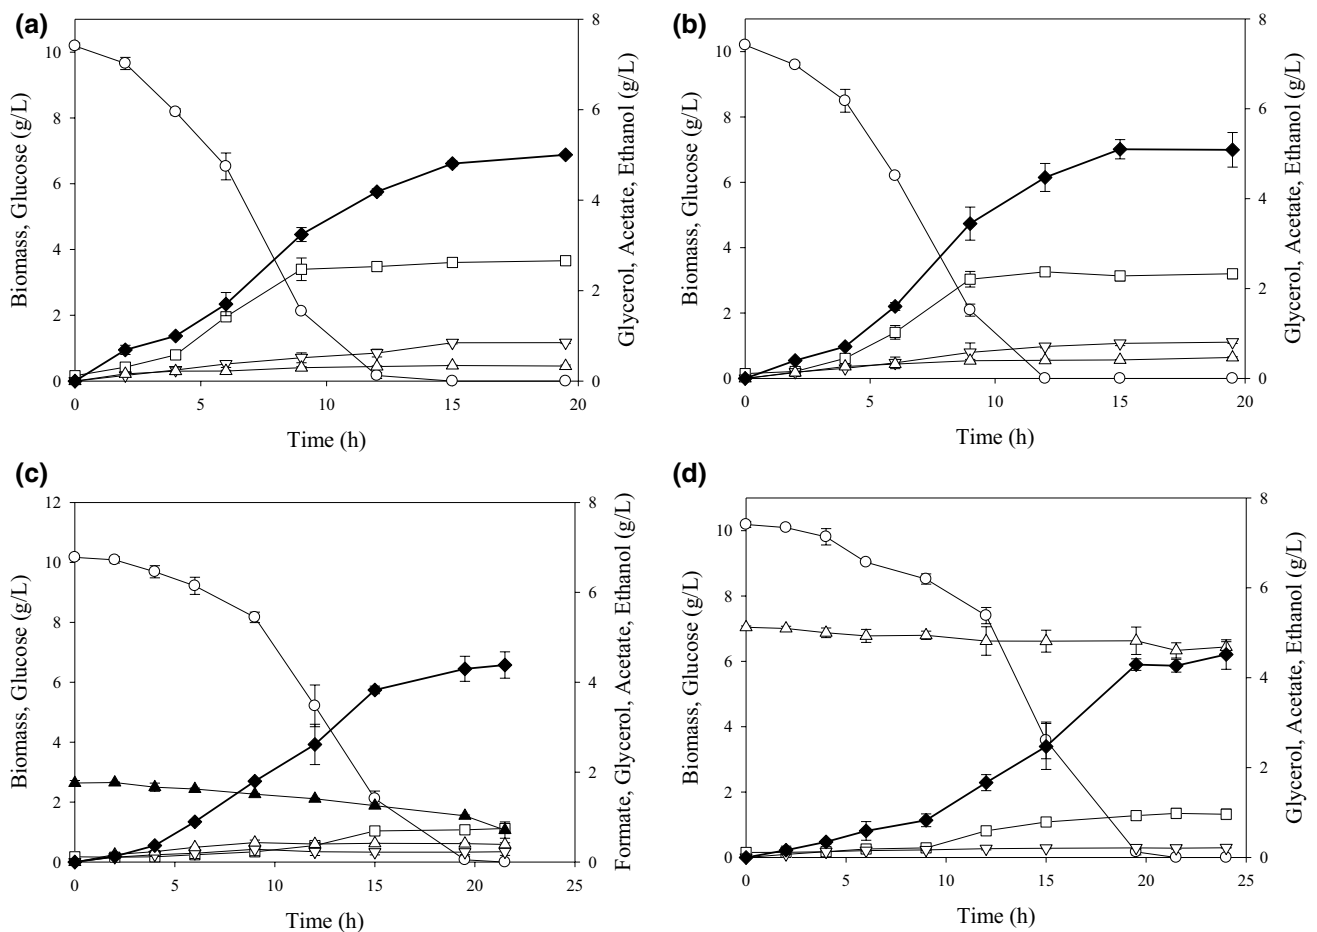 (a)
10
8
6
4
2
0
Biomass, Glucose (g/L)
0 5 10 15 20
Time (h)
8
6
4
2
0
Glycerol, Acetate, Ethanol (g/L)
(b)
10
8
6
4
2
0
Biomass, Glucose (g/L)
0 5 10 15 20
Time (h)
8
6
4
2
0
Glycerol, Acetate, Ethanol (g/L)
(c)
12
10
8
6
4
2
0
Biomass, Glucose (g/L)
0 5 10 15 20 25
Time (h)
8
6
4
2
0
Formate, Glycerol, Acetate, Ethanol (g/L)
(d)
10
8
6
4
2
0
Biomass, Glucose (g/L)
0 5 10 15 20 25
Time (h)
8
6
4
2
0
Glycerol, Acetate, Ethanol (g/L)